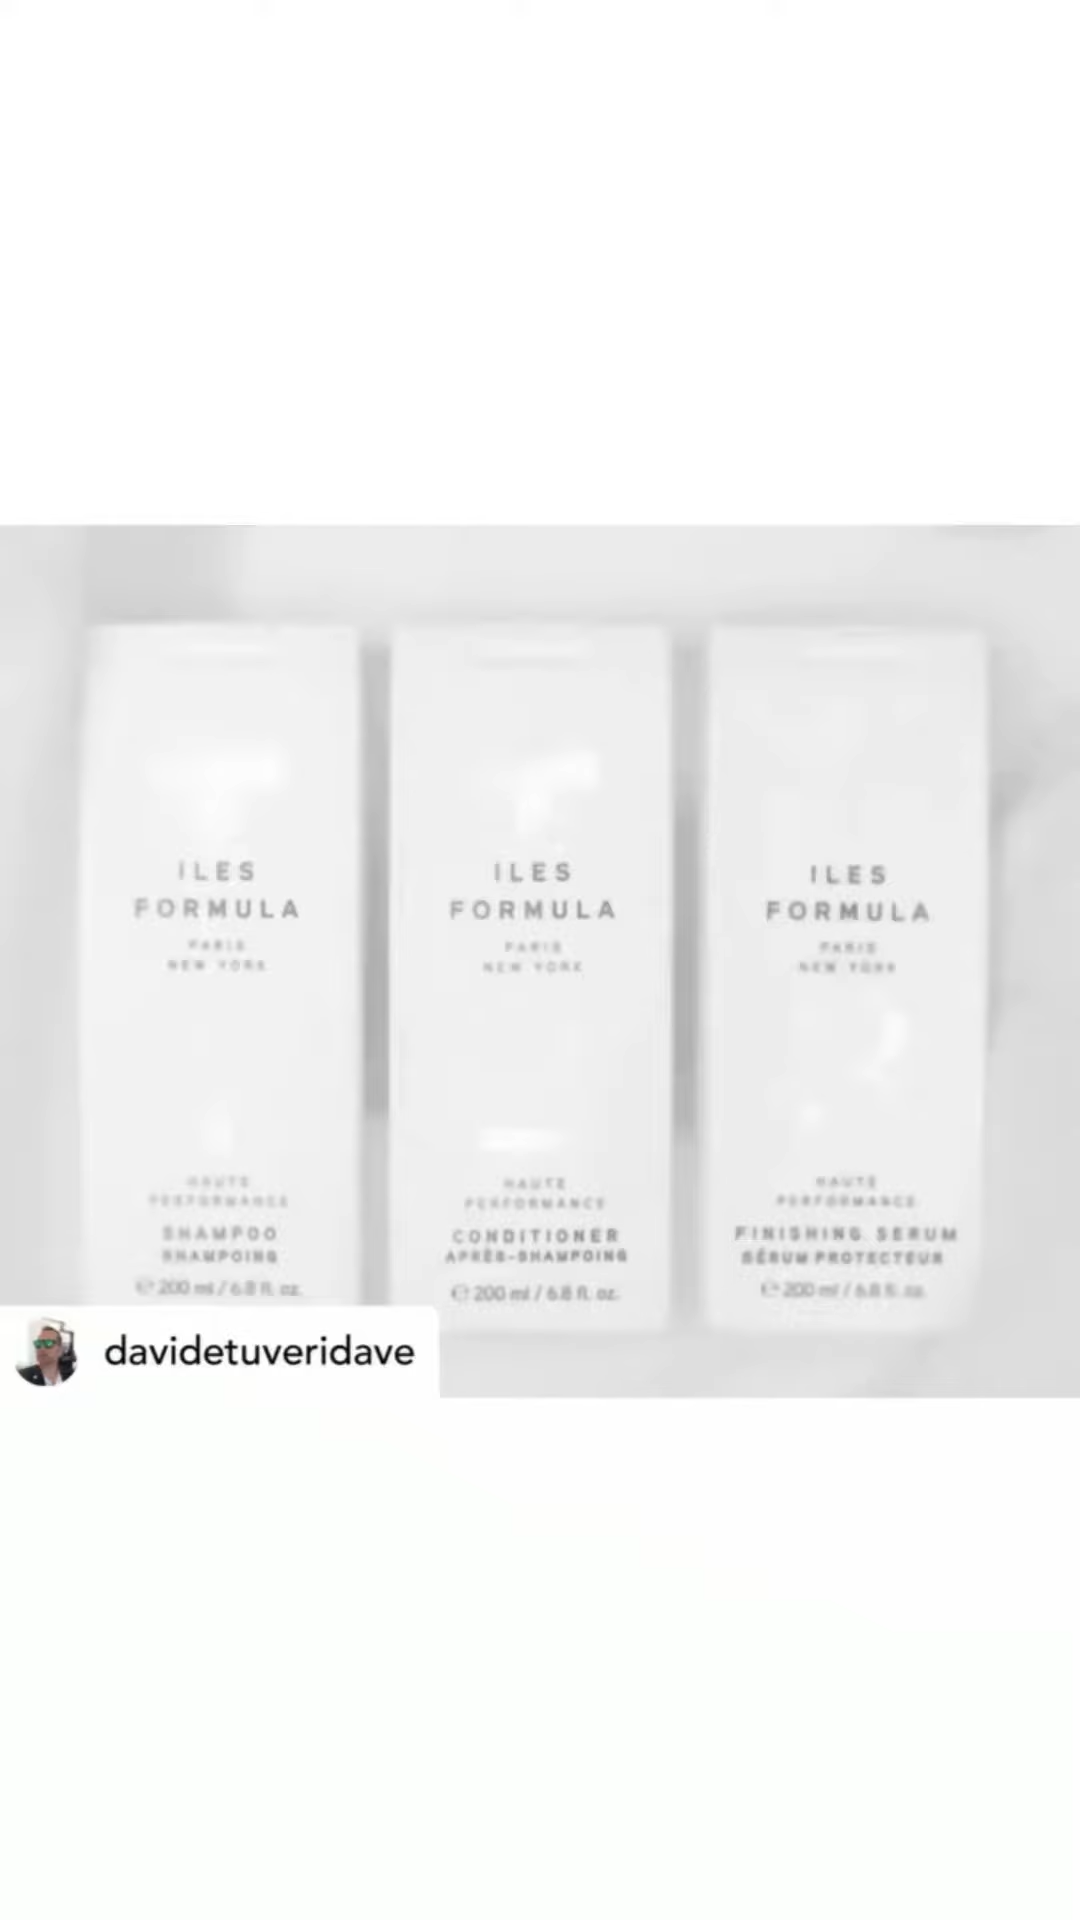 ILES
FORMULA
PARIS
NEW YORK
HAUTE
PERFORMANCE
SHAMPOO
SHAMPOING
℮ 200 ml / 6.8 fl. oz.
ILES
FORMULA
PARIS
NEW YORK
HAUTE
PERFORMANCE
CONDITIONER
APRÈS-SHAMPOING
℮ 200 ml / 6.8 fl. oz.
ILES
FORMULA
PARIS
NEW YORK
HAUTE
PERFORMANCE
FINISHING SERUM
SÉRUM PROTECTEUR
℮ 200 ml / 6.8 fl. oz.
davidetuveridave